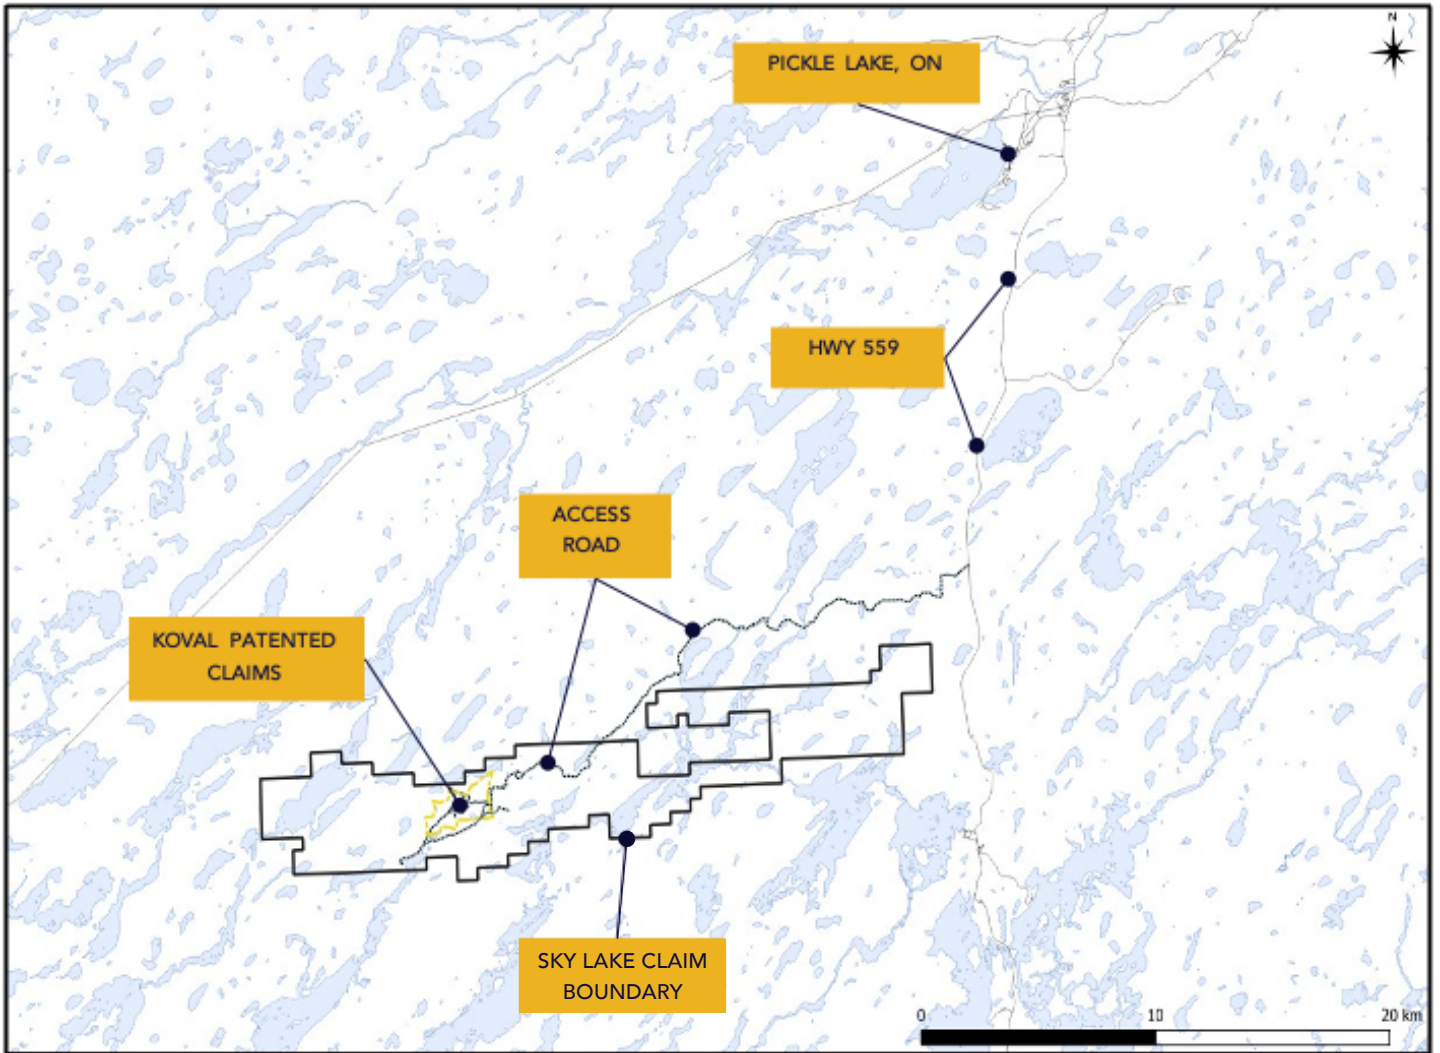 N
PICKLE LAKE, ON
HWY 559
ACCESS
ROAD
KOVAL PATENTED
CLAIMS
SKY LAKE CLAIM
BOUNDARY
0 10 20 km